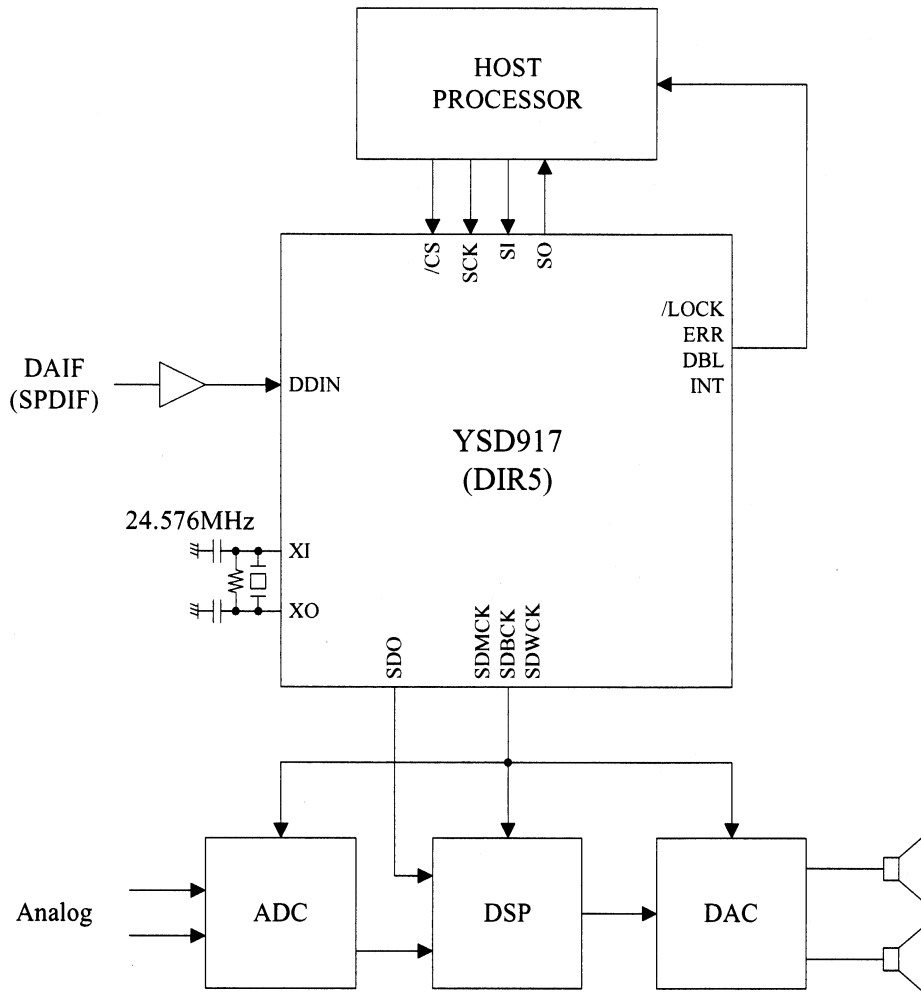 HOST
PROCESSOR
/CS
SCK
SI
SO
/LOCK
ERR
DBL
INT
DAIF
(SPDIF)
DDIN
YSD917
(DIR5)
24.576MHz
XI
XO
SDO
SDMCK
SDBCK
SDWCK
Analog
ADC
DSP
DAC